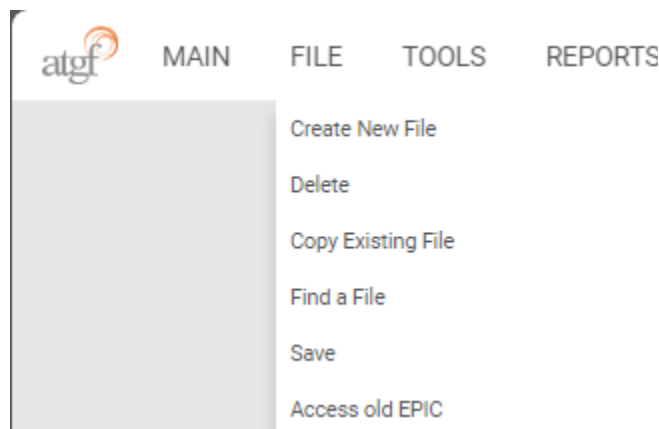 atgf MAIN FILE TOOLS REPORTS
Create New File
Delete
Copy Existing File
Find a File
Save
Access old EPIC